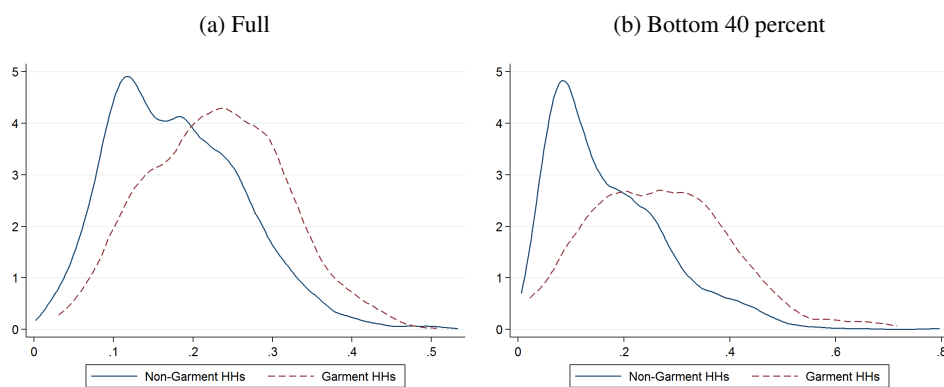 (a) Full
(b) Bottom 40 percent
5
4
3
2
1
0
0 .1 .2 .3 .4 .5
Non-Garment HHs Garment HHs
5
4
3
2
1
0
0 .2 .4 .6 .8
Non-Garment HHs Garment HHs